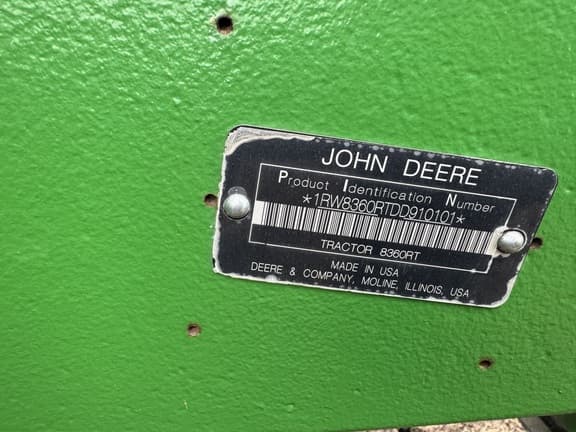 JOHN DEERE
Product Identification Number
*1RW8360RTDD910101*
TRACTOR 8360RT
MADE IN USA
DEERE & COMPANY, MOLINE, ILLINOIS, USA